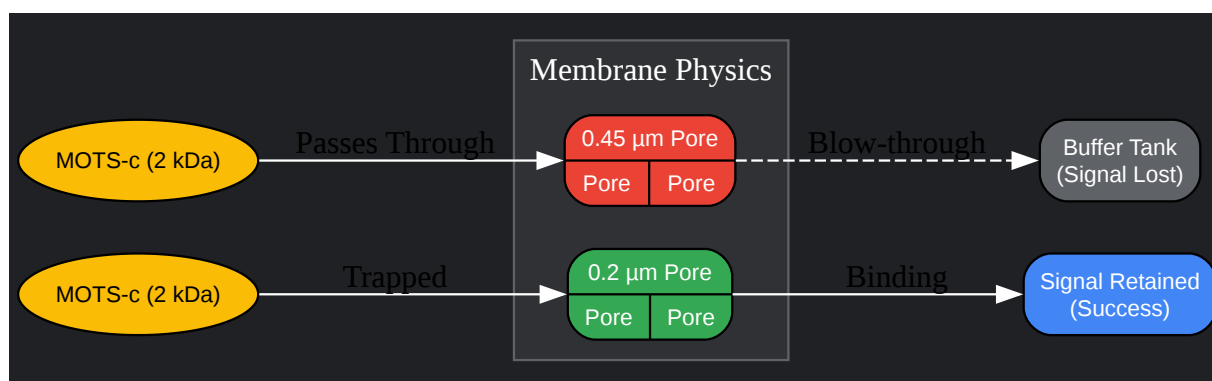 Membrane Physics
MOTS-c (2 kDa)
Passes Through
0.45 µm Pore
Pore
Pore
Blow-through
Buffer Tank
(Signal Lost)
MOTS-c (2 kDa)
Trapped
0.2 µm Pore
Pore
Pore
Binding
Signal Retained
(Success)